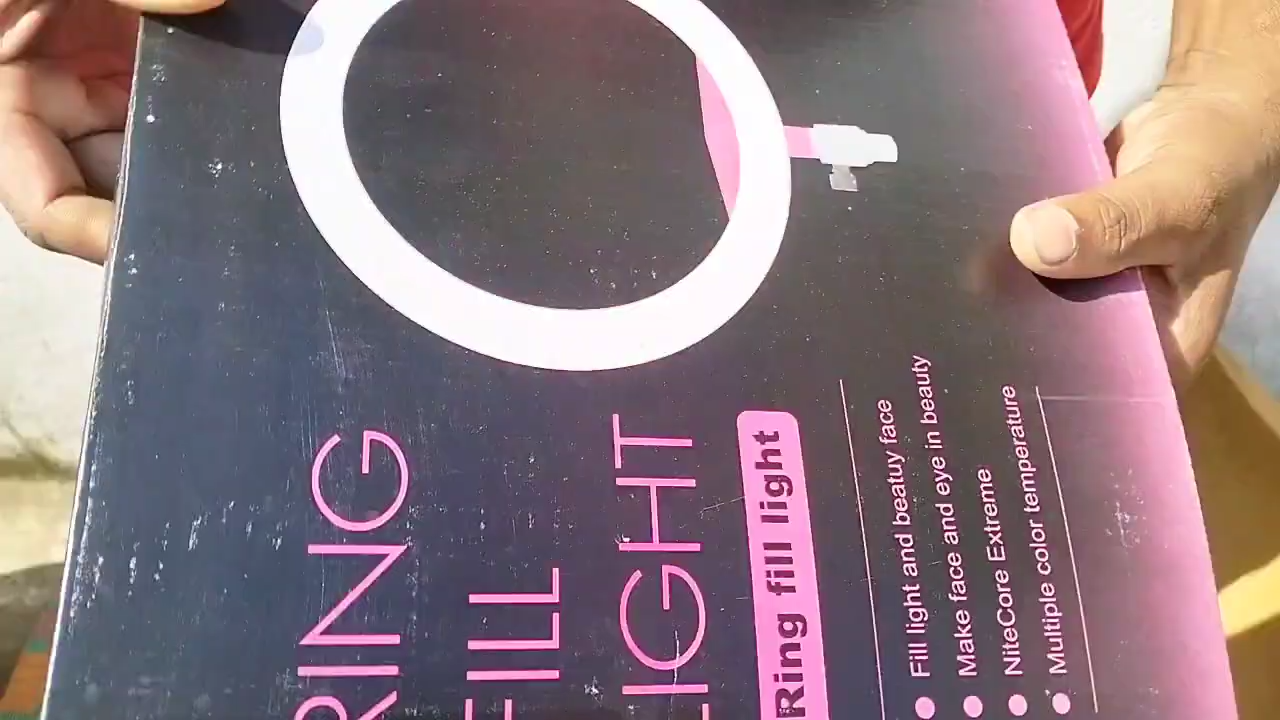 RING
FILL
LIGHT
Ring fill light
Fill light and beatuy face
Make face and eye in beauty
NiteCore Extreme
Multiple color temperature